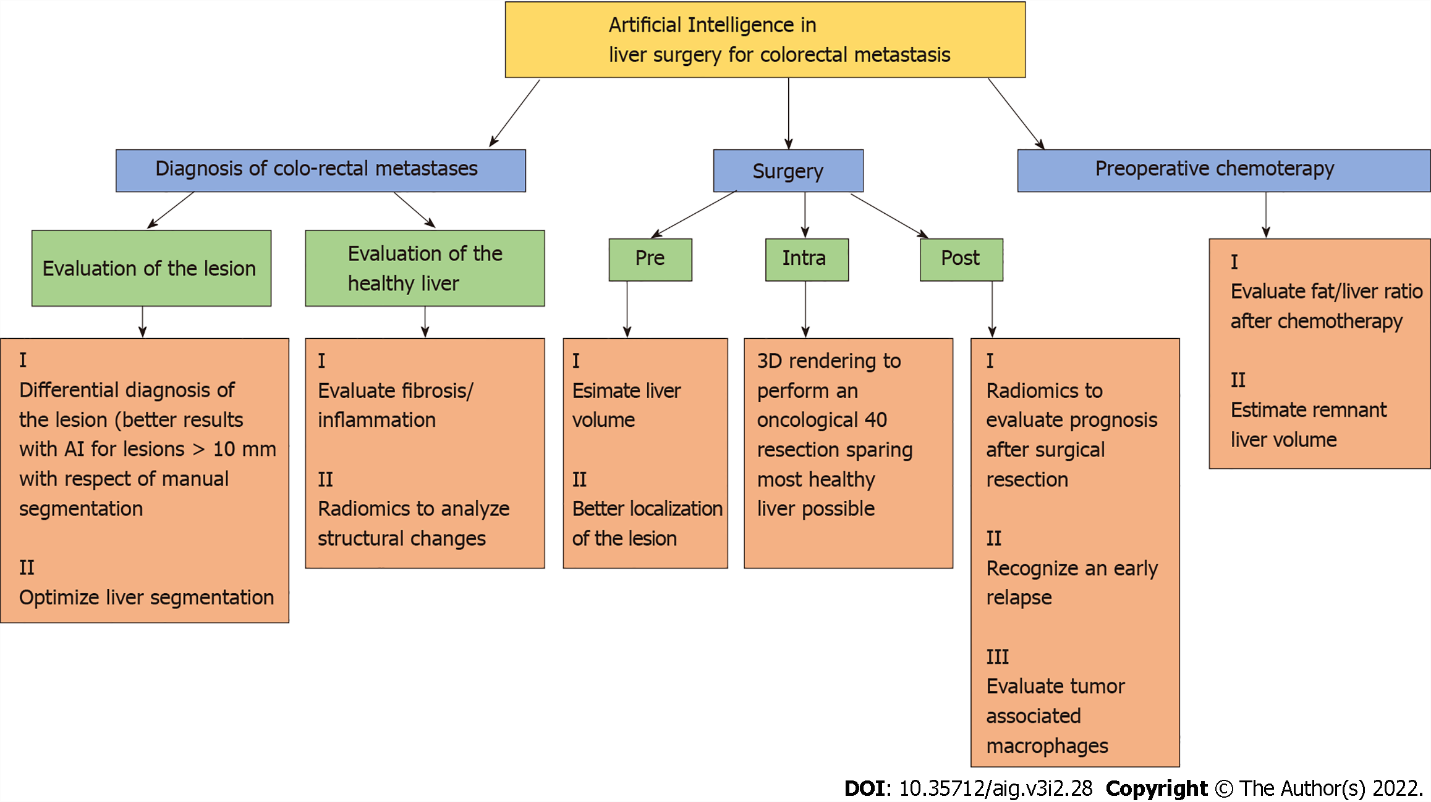 Artificial Intelligence in
liver surgery for colorectal metastasis
Diagnosis of colo-rectal metastases
Surgery
Preoperative chemoterapy
Evaluation of the lesion
Evaluation of the
healthy liver
Pre
Intra
Post
I
Differential diagnosis of
the lesion (better results
with AI for lesions > 10 mm
with respect of manual
segmentation
II
Optimize liver segmentation
I
Evaluate fibrosis/
inflammation
II
Radiomics to analyze
structural changes
I
Esimate liver
volume
II
Better localization
of the lesion
3D rendering to
perform an
oncological 40
resection sparing
most healthy
liver possible
I
Radiomics to
evaluate prognosis
after surgical
resection
II
Recognize an early
relapse
III
Evaluate tumor
associated
macrophages
I
Evaluate fat/liver ratio
after chemotherapy
II
Estimate remnant
liver volume
DOI: 10.35712/aig.v3i2.28 Copyright © The Author(s) 2022.